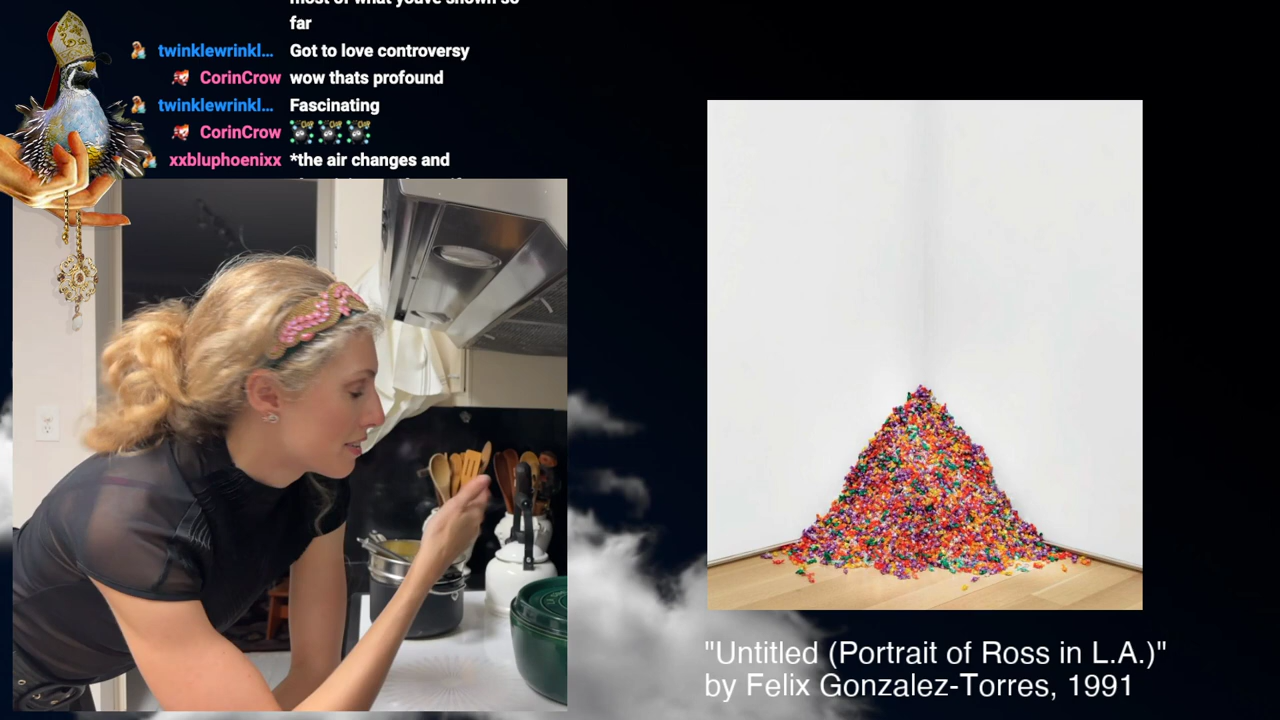 far
twinklewrinkl... Got to love controversy
CorinCrow wow thats profound
twinklewrinkl... Fascinating
CorinCrow
xxbluphoenixx *the air changes and
"Untitled (Portrait of Ross in L.A.)"
by Felix Gonzalez-Torres, 1991